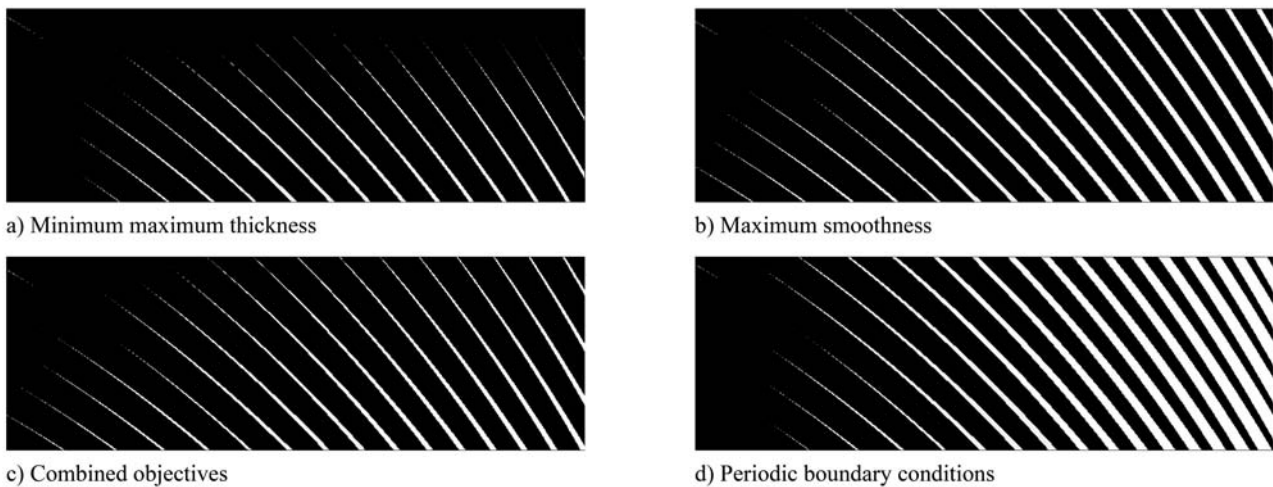 a) Minimum maximum thickness
b) Maximum smoothness
c) Combined objectives
d) Periodic boundary conditions